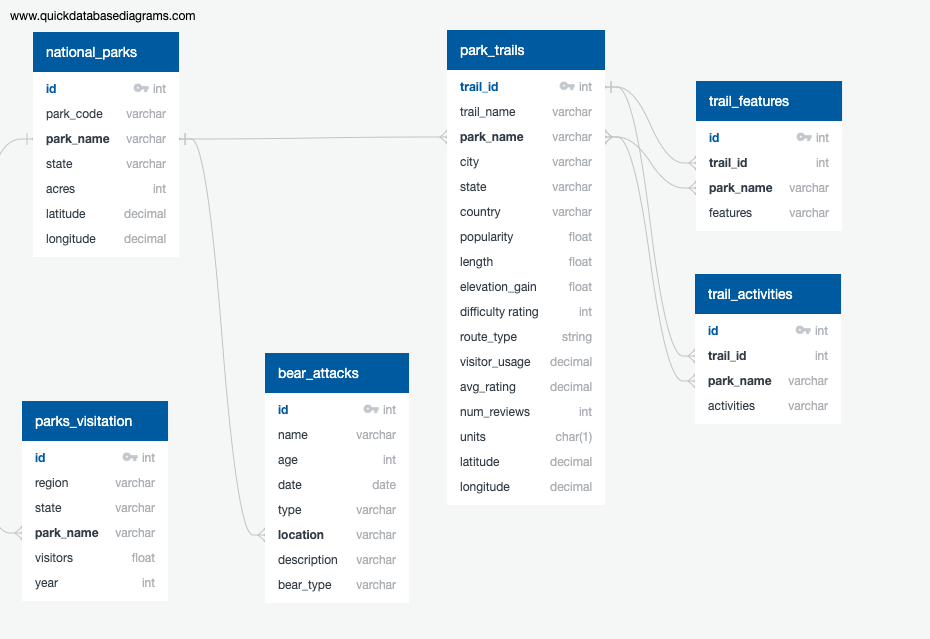 www.quickdatabasediagrams.com
national_parks
id int
park_code varchar
park_name varchar
state varchar
acres int
latitude decimal
longitude decimal
park_trails
trail_id int
trail_name varchar
park_name varchar
city varchar
state varchar
country varchar
popularity float
length float
elevation_gain float
difficulty rating int
route_type string
visitor_usage decimal
avg_rating decimal
num_reviews int
units char(1)
latitude decimal
longitude decimal
trail_features
id int
trail_id int
park_name varchar
features varchar
trail_activities
id int
trail_id int
park_name varchar
activities varchar
bear_attacks
id int
name varchar
age int
date date
type varchar
location varchar
description varchar
bear_type varchar
parks_visitation
id int
region varchar
state varchar
park_name varchar
visitors float
year int